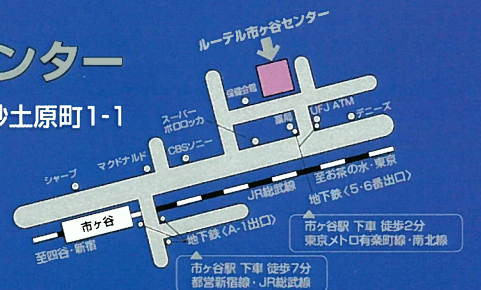 ルーテル市ヶ谷センター
ンター
砂土原町1-1
保健会館
スーパー
ポロロッカ
薬局
UFJ ATM
デニーズ
CBSソニー
マクドナルド
シャープ
JR総武線
至お茶の水・東京
地下鉄〈5・6番出口〉
市ヶ谷
至四谷・新宿
地下鉄〈A-1出口〉
市ヶ谷駅 下車 徒歩2分
東京メトロ有楽町線・南北線
市ヶ谷駅 下車 徒歩7分
都営新宿線・JR総武線